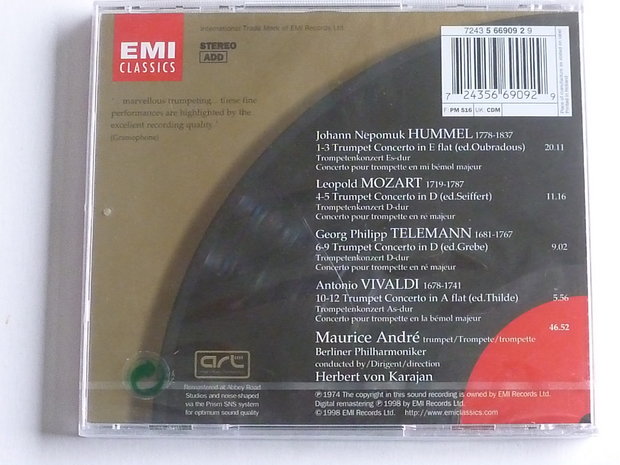 International Trade Mark of EMI Records Ltd.
EMI
CLASSICS
STEREO
ADD
7243 5 66909 2 9
7 24356 69092 9
F: PM 516 UK: CDM
' marvellous trumpeting... these fine
performances are highlighted by the
excellent recording quality.'
(Gramophone)
Johann Nepomuk HUMMEL 1778-1837
1-3 Trumpet Concerto in E flat (ed.Oubradous) 20.11
Trompetenkonzert Es-dur
Concerto pour trompette en mi bémol majeur
Leopold MOZART 1719-1787
4-5 Trumpet Concerto in D (ed.Seiffert) 11.16
Trompetenkonzert D-dur
Concerto pour trompette en ré majeur
Georg Philipp TELEMANN 1681-1767
6-9 Trumpet Concerto in D (ed.Grebe) 9.02
Trompetenkonzert D-dur
Concerto pour trompette en ré majeur
Antonio VIVALDI 1678-1741
10-12 Trumpet Concerto in A flat (ed.Thilde) 5.56
Trompetenkonzert As-dur
Concerto pour trompette en la bémol majeur
46.52
Maurice André trumpet/Trompete/trompette
Berliner Philharmoniker
conducted by/Dirigent/direction
Herbert von Karajan
art
Remastered at Abbey Road
Studios and noise-shaped
via the Prism SNS system
for optimum sound quality
℗ 1974 The copyright in this sound recording is owned by EMI Records Ltd.
Digital remastering ℗ 1998 by EMI Records Ltd.
© 1998 EMI Records Ltd. http://www.emiclassics.com